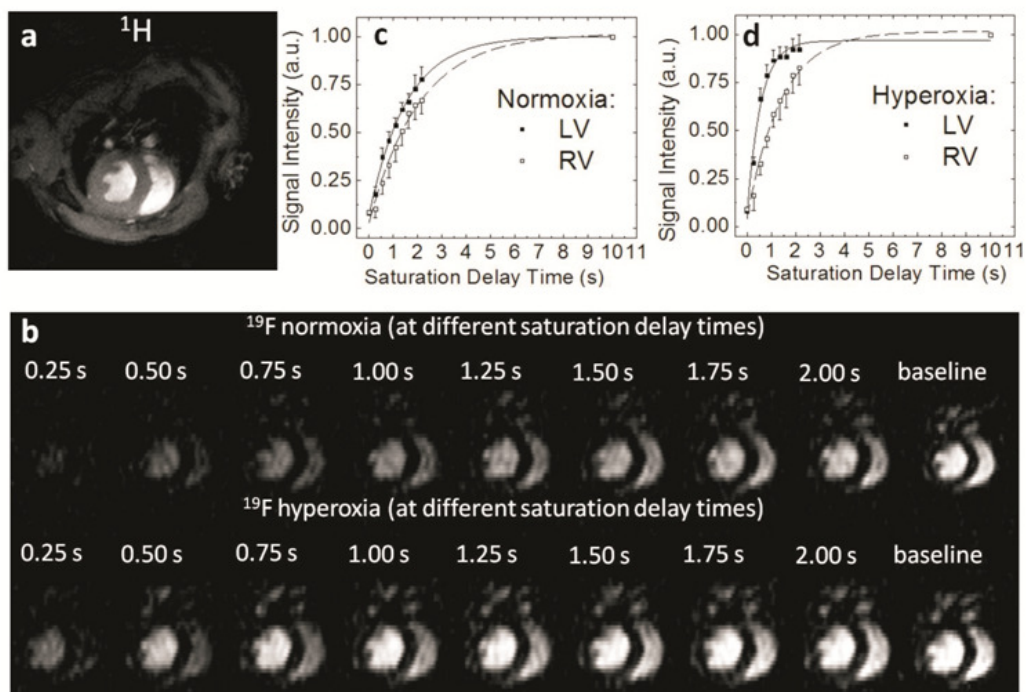 a
¹H
c
1.00
0.75
0.50
0.25
0.00
Signal Intensity (a.u.)
Normoxia:
LV
RV
0 1 2 3 4 5 6 7 8 9 10 11
Saturation Delay Time (s)
d
1.00
0.75
0.50
0.25
0.00
Signal Intensity (a.u.)
Hyperoxia:
LV
RV
0 1 2 3 4 5 6 7 8 9 10 11
Saturation Delay Time (s)
b
¹⁹F normoxia (at different saturation delay times)
0.25 s 0.50 s 0.75 s 1.00 s 1.25 s 1.50 s 1.75 s 2.00 s baseline
¹⁹F hyperoxia (at different saturation delay times)
0.25 s 0.50 s 0.75 s 1.00 s 1.25 s 1.50 s 1.75 s 2.00 s baseline